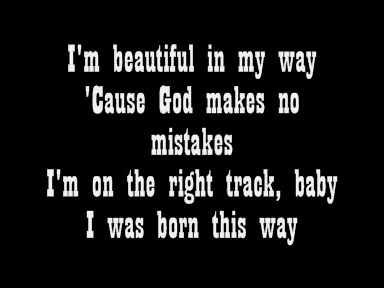 I'm beautiful in my way
'Cause God makes no
mistakes
I'm on the right track, baby
I was born this way